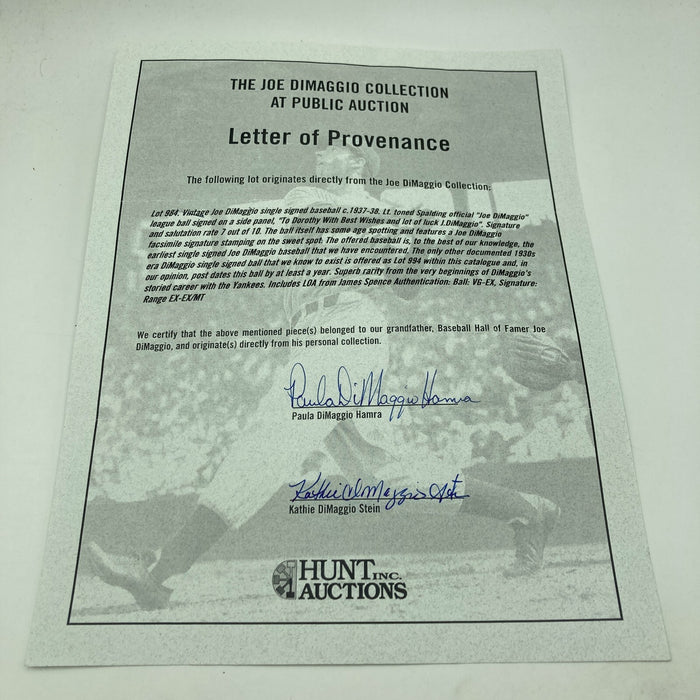 THE JOE DIMAGGIO COLLECTION
AT PUBLIC AUCTION
Letter of Provenance
The following lot originates directly from the Joe DiMaggio Collection:
Lot 984. Vintage Joe DiMaggio single signed baseball c.1937-38. Lt. toned Spalding official "Joe DiMaggio"
league ball signed on a side panel, "To Dorothy With Best Wishes and lot of luck J.DiMaggio". Signature
and salutation rate 7 out of 10. The ball itself has some age spotting and features a Joe DiMaggio
facsimile signature stamping on the sweet spot. The offered baseball is, to the best of our knowledge, the
earliest single signed Joe DiMaggio baseball that we have encountered. The only other documented 1930s
era DiMaggio single signed ball that we know to exist is offered as Lot 994 within this catalogue and, in
our opinion, post dates this ball by at least a year. Superb rarity from the very beginnings of DiMaggio's
storied career with the Yankees. Includes LOA from James Spence Authentication: Ball: VG-EX, Signature:
Range EX-EX/MT
We certify that the above mentioned piece(s) belonged to our grandfather, Baseball Hall of Famer Joe
DiMaggio, and originate(s) directly from his personal collection.
Paula DiMaggio Hamra
Paula DiMaggio Hamra
Kathie DiMaggio Stein
Kathie DiMaggio Stein
HUNT INC.
AUCTIONS